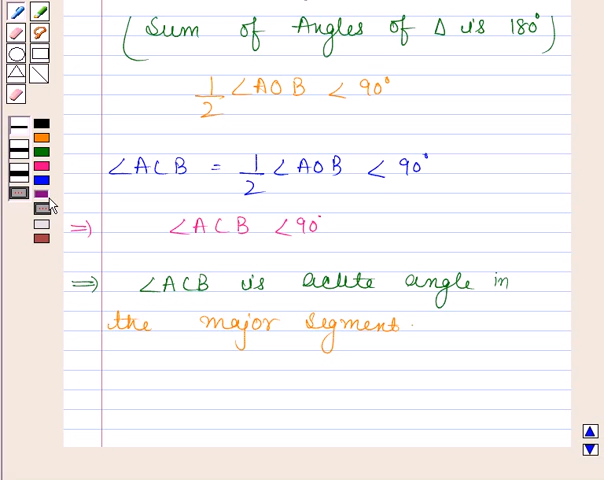 (Sum of Angles of Δ is 180°)
1/2 ∠AOB < 90°
∠ACB = 1/2 ∠AOB < 90°
⇒ ∠ACB < 90°
⇒ ∠ACB is acute angle in
the major segment.